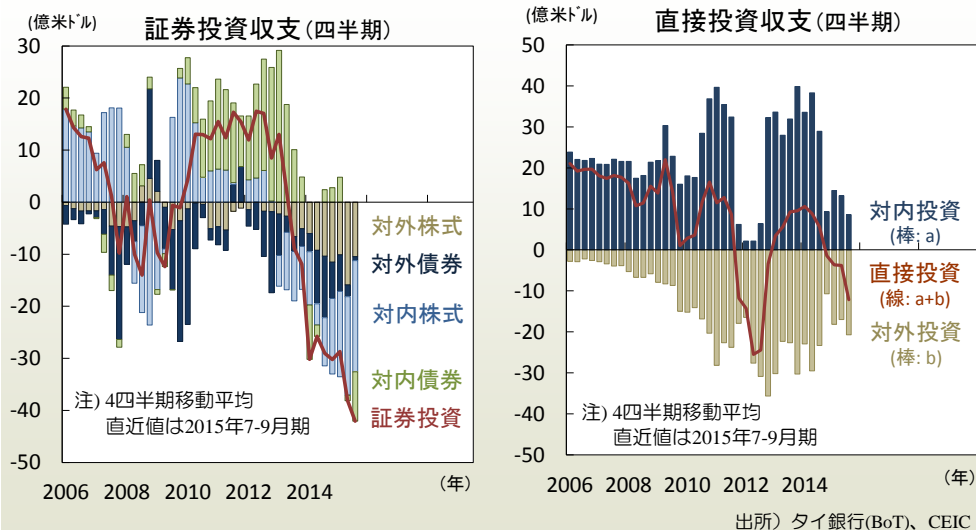 (億米ドル)
証券投資収支(四半期)
30
20
10
0
-10
-20
-30
-40
-50
対外株式
対外債券
対内株式
対内債券
証券投資
注) 4四半期移動平均
直近値は2015年7-9月期
2006 2008 2010 2012 2014
(年)
(億米ドル)
直接投資収支(四半期)
50
40
30
20
10
0
-10
-20
-30
-40
-50
対内投資
(棒: a)
直接投資
(線: a+b)
対外投資
(棒: b)
注) 4四半期移動平均
直近値は2015年7-9月期
2006 2008 2010 2012 2014
(年)
出所）タイ銀行(BoT)、CEIC